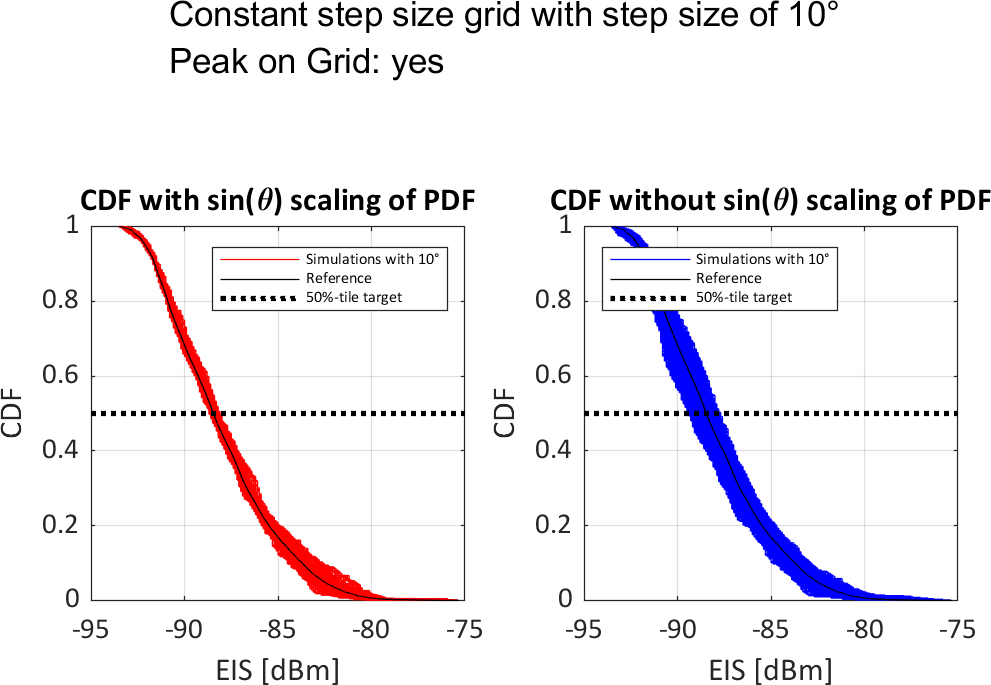 Constant step size grid with step size of 10°
Peak on Grid: yes
CDF with sin(θ) scaling of PDF
CDF
1
0.8
0.6
0.4
0.2
0
Simulations with 10°
Reference
50%-tile target
-95
-90
-85
-80
-75
EIS [dBm]
CDF without sin(θ) scaling of PDF
CDF
1
0.8
0.6
0.4
0.2
0
Simulations with 10°
Reference
50%-tile target
-95
-90
-85
-80
-75
EIS [dBm]